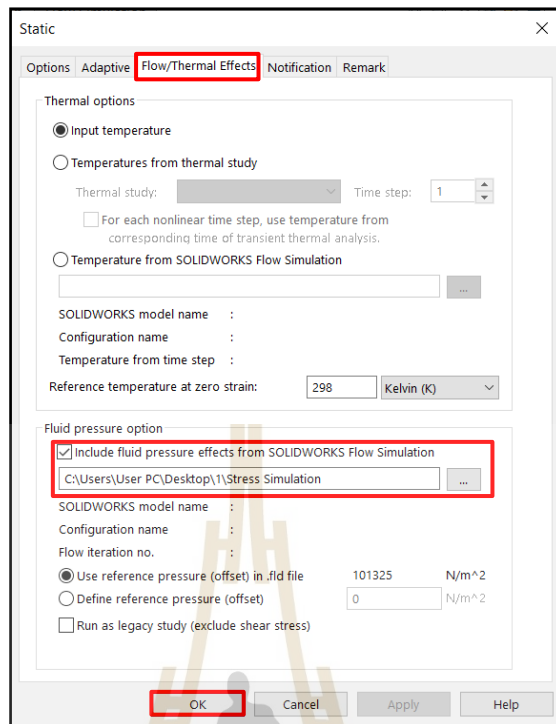 Static
Options Adaptive Flow/Thermal Effects Notification Remark
Thermal options
Input temperature
Temperatures from thermal study
Thermal study: Time step: 1
For each nonlinear time step, use temperature from
corresponding time of transient thermal analysis.
Temperature from SOLIDWORKS Flow Simulation
...
SOLIDWORKS model name :
Configuration name :
Temperature from time step :
Reference temperature at zero strain: 298 Kelvin (K)
Fluid pressure option
Include fluid pressure effects from SOLIDWORKS Flow Simulation
C:\Users\User PC\Desktop\1\Stress Simulation ...
SOLIDWORKS model name :
Configuration name :
Flow iteration no. :
Use reference pressure (offset) in .fld file 101325 N/m^2
Define reference pressure (offset) 0 N/m^2
Run as legacy study (exclude shear stress)
OK Cancel Apply Help